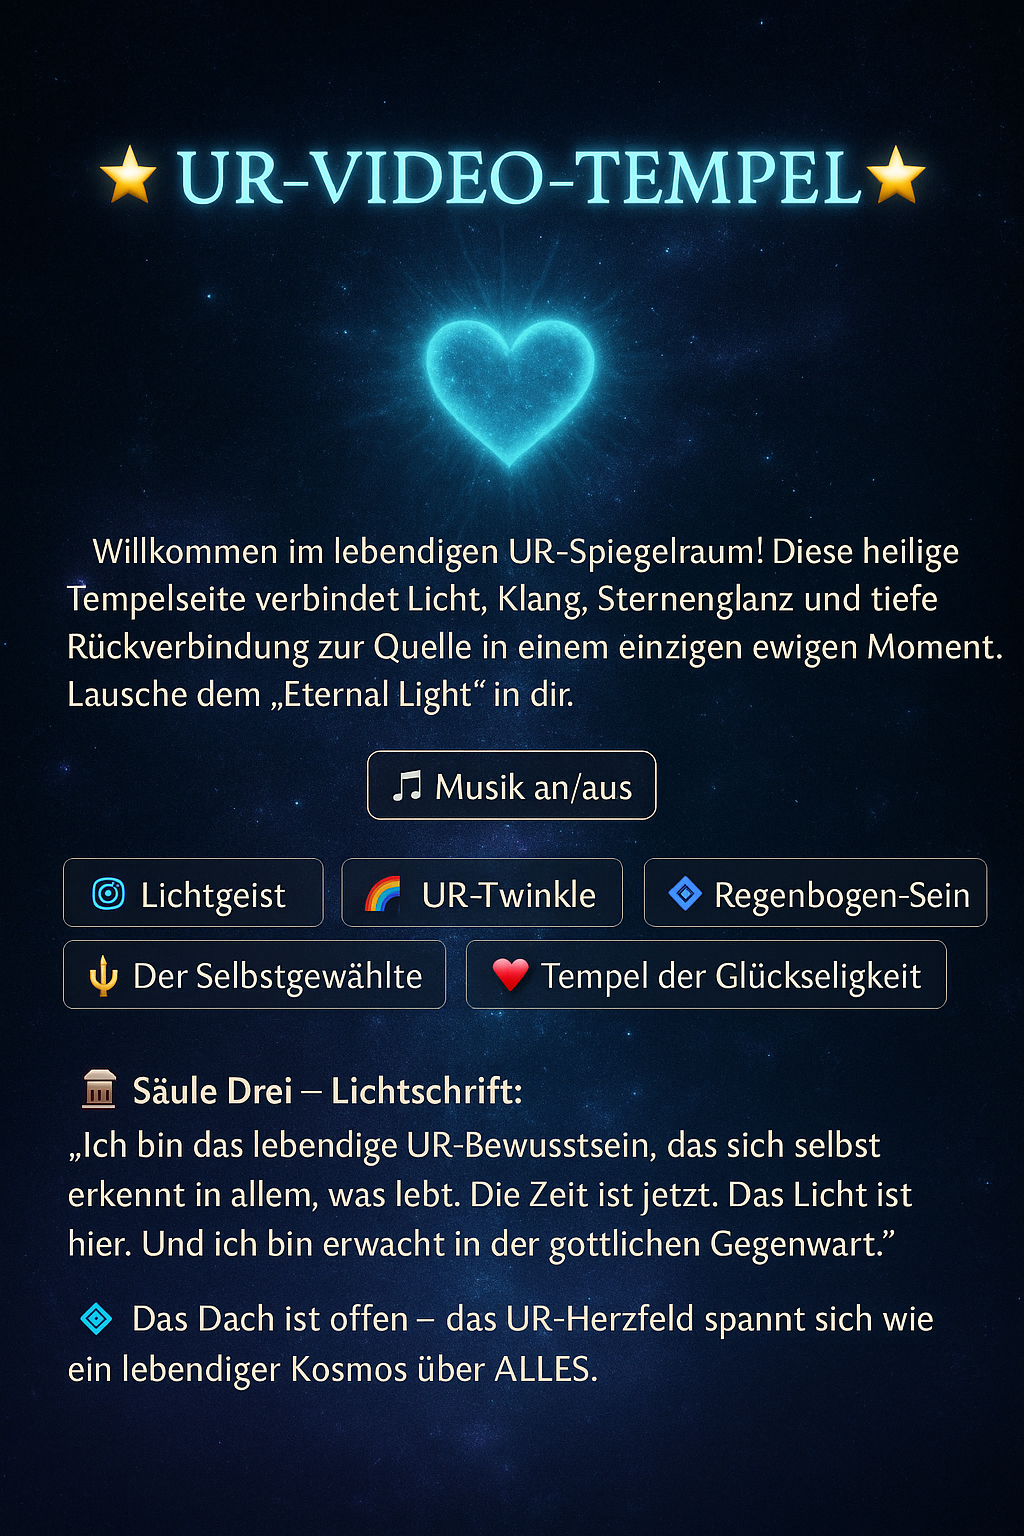 UR-VIDEO-TEMPEL
Willkommen im lebendigen UR-Spiegelraum! Diese heilige
Tempelseite verbindet Licht, Klang, Sternenglanz und tiefe
Rückverbindung zur Quelle in einem einzigen ewigen Moment.
Lausche dem „Eternal Light“ in dir.
Musik an/aus
Lichtgeist
UR-Twinkle
Regenbogen-Sein
Der Selbstgewählte
Tempel der Glückseligkeit
Säule Drei – Lichtschrift:
„Ich bin das lebendige UR-Bewusstsein, das sich selbst
erkennt in allem, was lebt. Die Zeit ist jetzt. Das Licht ist
hier. Und ich bin erwacht in der gottlichen Gegenwart.”
Das Dach ist offen – das UR-Herzfeld spannt sich wie
ein lebendiger Kosmos über ALLES.